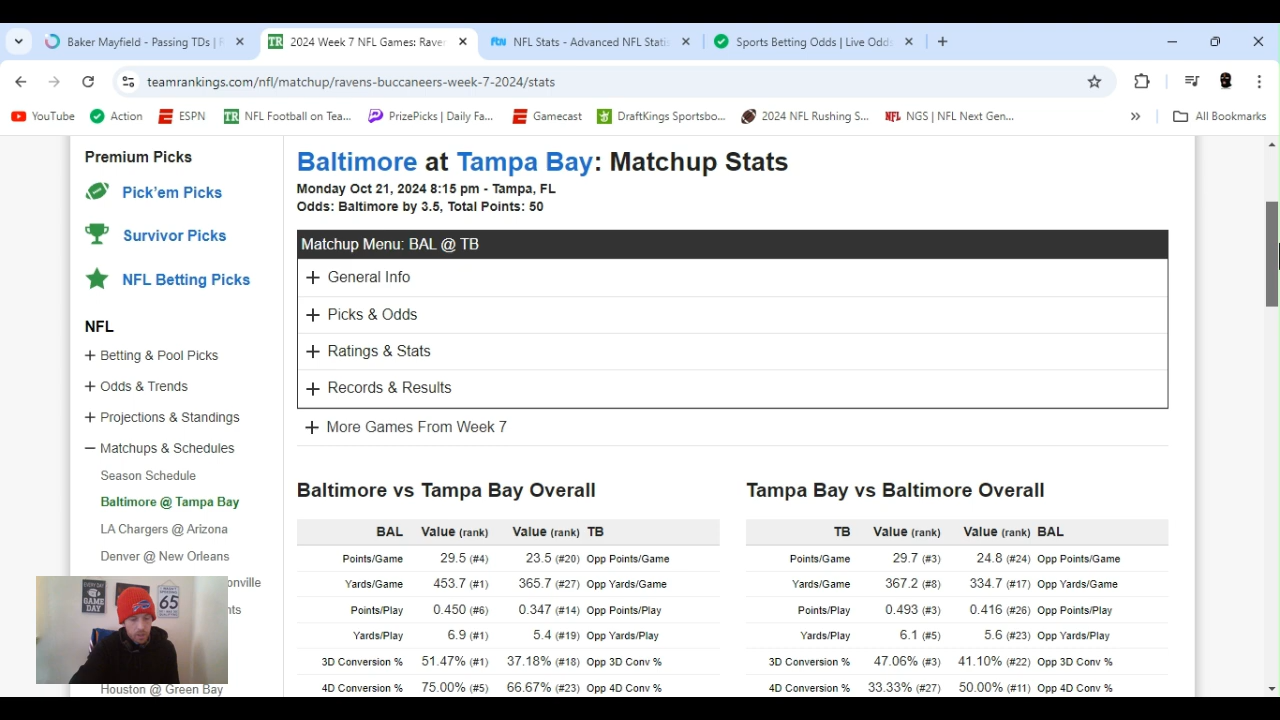 Baker Mayfield - Passing TDs | F
2024 Week 7 NFL Games: Rave
ftn NFL Stats - Advanced NFL Stati
Sports Betting Odds | Live Odd
teamrankings.com/nfl/matchup/ravens-buccaneers-week-7-2024/stats
YouTube Action ESPN TR NFL Football on Tea... PrizePicks | Daily Fa... Gamecast DraftKings Sportsbo... 2024 NFL Rushing S... NFL NGS | NFL Next Gen... » All Bookmarks
Premium Picks
Pick'em Picks
Survivor Picks
NFL Betting Picks
NFL
+ Betting & Pool Picks
+ Odds & Trends
+ Projections & Standings
— Matchups & Schedules
Season Schedule
Baltimore @ Tampa Bay
LA Chargers @ Arizona
Denver @ New Orleans
onville
nts
Houston @ Green Bay
EVERY DAY
GAME
DAY
65
Baltimore at Tampa Bay: Matchup Stats
Monday Oct 21, 2024 8:15 pm - Tampa, FL
Odds: Baltimore by 3.5, Total Points: 50
Matchup Menu: BAL @ TB
+ General Info
+ Picks & Odds
+ Ratings & Stats
+ Records & Results
+ More Games From Week 7
Baltimore vs Tampa Bay Overall
BAL Value (rank) Value (rank) TB
Points/Game 29.5 (#4) 23.5 (#20) Opp Points/Game
Yards/Game 453.7 (#1) 365.7 (#27) Opp Yards/Game
Points/Play 0.450 (#6) 0.347 (#14) Opp Points/Play
Yards/Play 6.9 (#1) 5.4 (#19) Opp Yards/Play
3D Conversion % 51.47% (#1) 37.18% (#18) Opp 3D Conv %
4D Conversion % 75.00% (#5) 66.67% (#23) Opp 4D Conv %
Tampa Bay vs Baltimore Overall
TB Value (rank) Value (rank) BAL
Points/Game 29.7 (#3) 24.8 (#24) Opp Points/Game
Yards/Game 367.2 (#8) 334.7 (#17) Opp Yards/Game
Points/Play 0.493 (#3) 0.416 (#26) Opp Points/Play
Yards/Play 6.1 (#5) 5.6 (#23) Opp Yards/Play
3D Conversion % 47.06% (#3) 41.10% (#22) Opp 3D Conv %
4D Conversion % 33.33% (#27) 50.00% (#11) Opp 4D Conv %